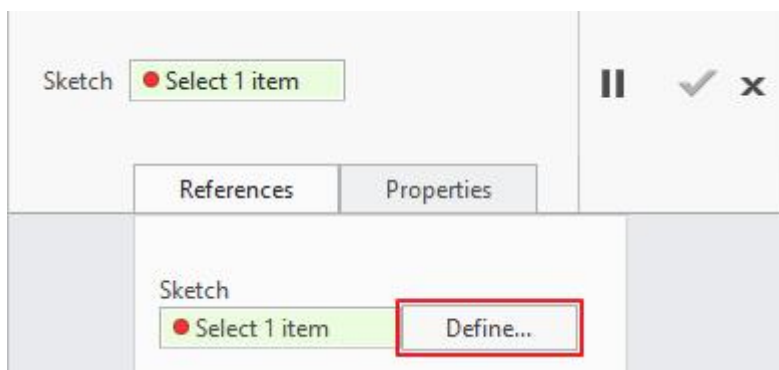 Sketch Select 1 item
References Properties
Sketch
Select 1 item Define...